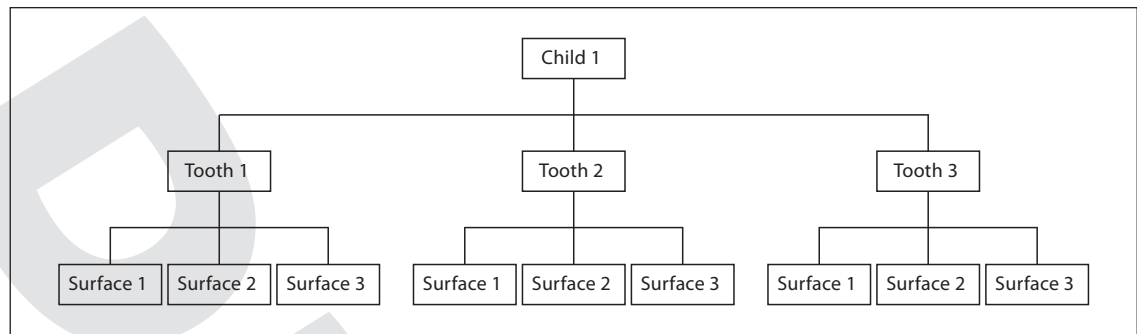 Child 1
Tooth 1 Tooth 2 Tooth 3
Surface 1 Surface 2 Surface 3 Surface 1 Surface 2 Surface 3 Surface 1 Surface 2 Surface 3